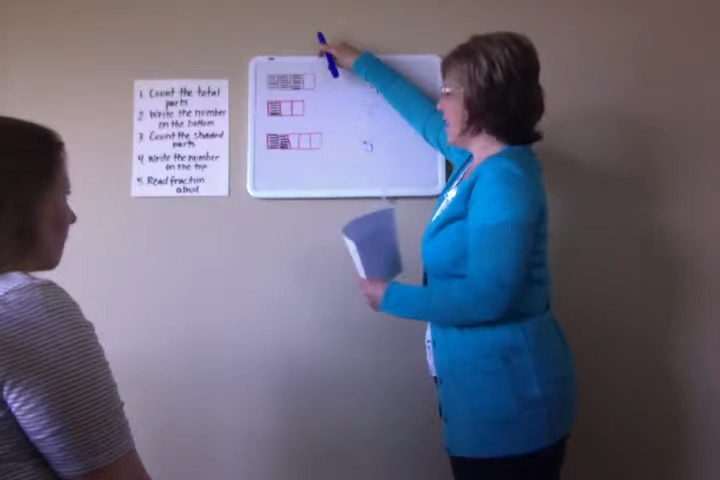 1. Count the total
parts
2 Write the number
on the bottom
3 Count the shaded
parts
4 Write the number
on the top
5. Read fraction
aloud